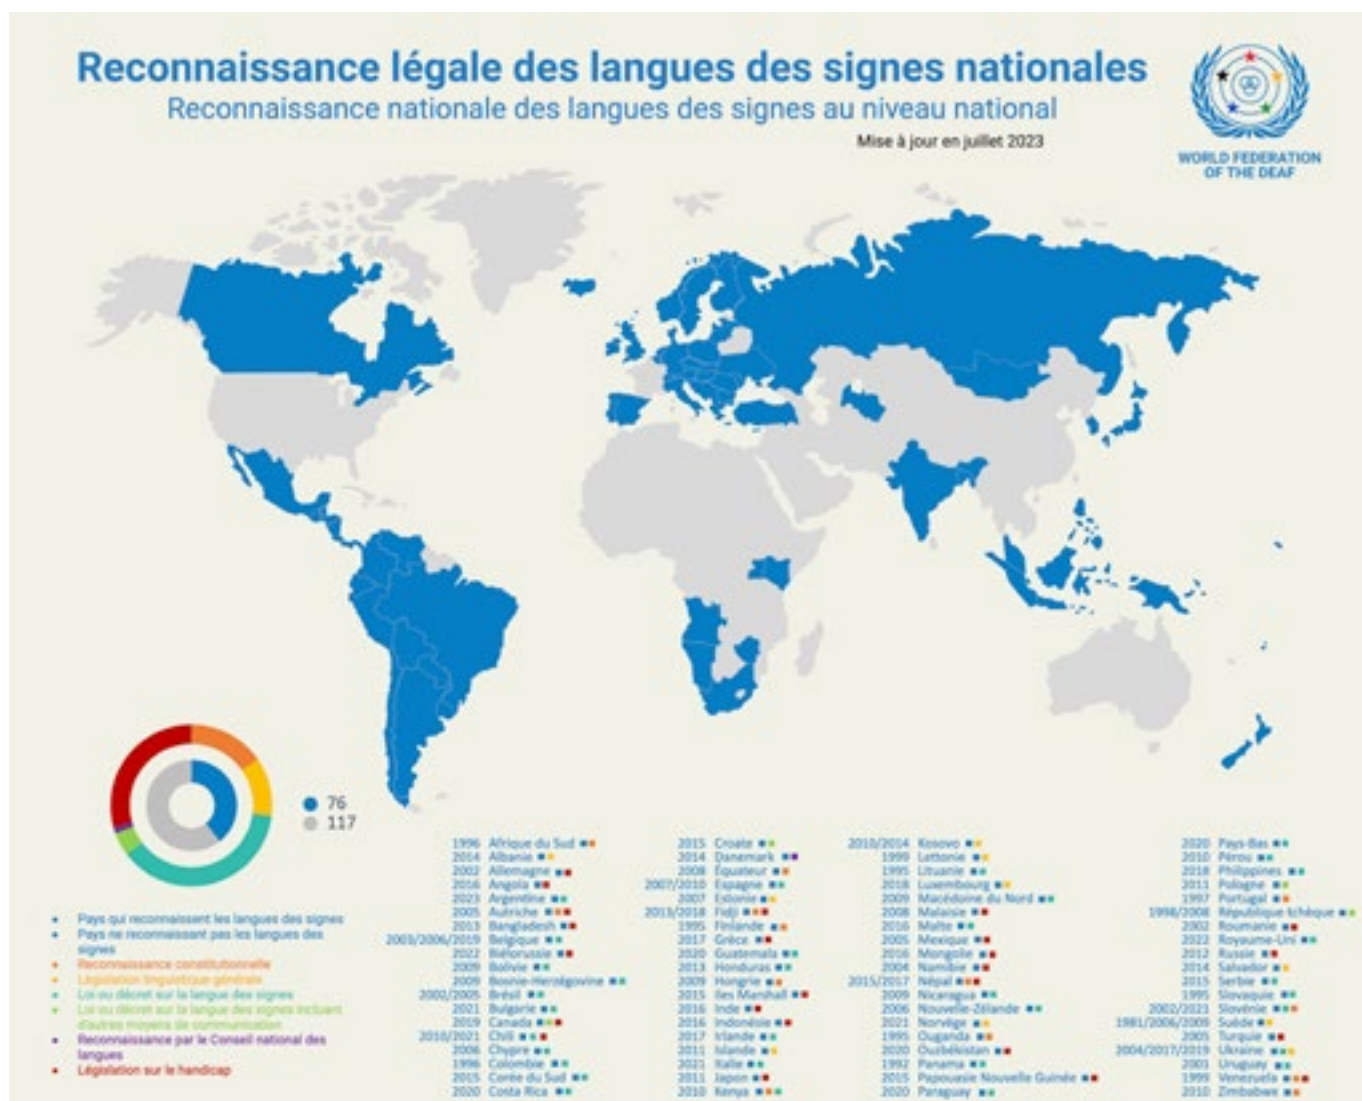 Reconnaissance légale des langues des signes nationales
Reconnaissance nationale des langues des signes au niveau national
Mise à jour en juillet 2023
WORLD FEDERATION
OF THE DEAF
76
117
Pays qui reconnaissent les langues des signes
Pays ne reconnaissant pas les langues des
signes
Reconnaissance constitutionnelle
Législation linguistique générale
Loi ou décret sur la langue des signes
Loi ou décret sur la langue des signes incluant
d'autres moyens de communication
Reconnaissance par le Conseil national des
langues
Législation sur le handicap
1996 Afrique du Sud
2014 Albanie
2002 Allemagne
2016 Angola
2023 Argentine
2005 Autriche
2013 Bangladesh
2003/2006/2019 Belgique
2022 Biélorussie
2009 Bolivie
2009 Bosnie-Herzégovine
2002/2005 Brésil
2021 Bulgarie
2019 Canada
2010/2021 Chili
2006 Chypre
1996 Colombie
2015 Corée du Sud
2020 Costa Rica
2015 Croate
2014 Danemark
2008 Équateur
2007/2010 Espagne
2007 Estonie
2013/2018 Fidji
1995 Finlande
2017 Grèce
2020 Guatemala
2013 Honduras
2009 Hongrie
2015 Iles Marshall
2016 Inde
2016 Indonésie
2017 Irlande
2011 Islande
2021 Italie
2011 Japon
2010 Kenya
2010/2014 Kosovo
1999 Lettonie
1995 Lituanie
2018 Luxembourg
2009 Macédoine du Nord
2008 Malaisie
2016 Malte
2005 Mexique
2016 Mongolie
2004 Namibie
2015/2017 Népal
2009 Nicaragua
2006 Nouvelle-Zélande
2021 Norvège
1995 Ouganda
2020 Ouzbékistan
1992 Panama
2015 Papouasie Nouvelle Guinée
2020 Paraguay
2020 Pays-Bas
2010 Pérou
2018 Philippines
2011 Pologne
1997 Portugal
1998/2008 République tchèque
2002 Roumanie
2022 Royaume-Uni
2012 Russie
2014 Salvador
2015 Serbie
1995 Slovaquie
2002/2021 Slovénie
1981/2006/2009 Suède
2005 Turquie
2004/2017/2019 Ukraine
2001 Uruguay
1999 Venezuela
2010 Zimbabwe